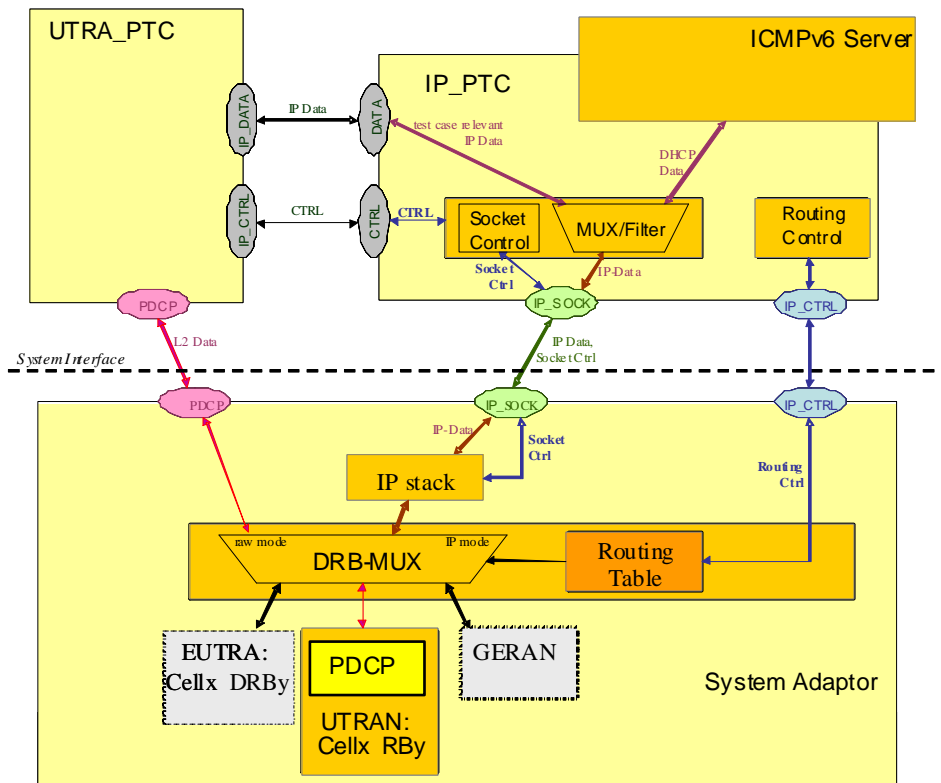 UTRA_PTC
ICMPv6 Server
IP_PTC
IP_DATA
IP Data
DATA
test case relevant
IP Data
DHCP
Data
IP_CTRL
CTRL
CTRL
CTRL
Socket
Control
MUX/Filter
Routing
Control
Socket
Ctrl
IP-Data
PDCP
IP_SOCK
IP_CTRL
L2 Data
IP Data,
Socket Ctrl
System Interface
PDCP
IP_SOCK
IP_CTRL
IP-Data
Socket
Ctrl
Routing
Ctrl
IP stack
raw mode
IP mode
DRB-MUX
Routing
Table
EUTRA:
Cellx DRBy
PDCP
UTRAN:
Cellx RBy
GERAN
System Adaptor